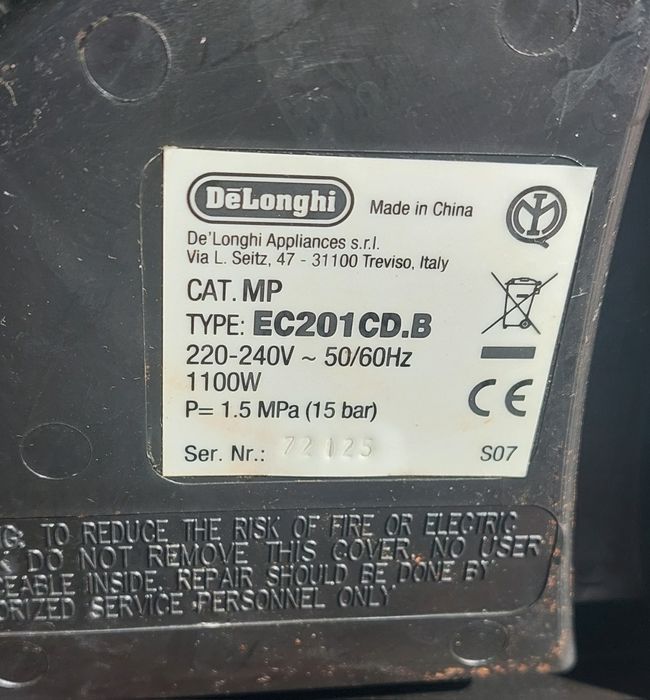 DeLonghi
Made in China
De'Longhi Appliances s.r.l.
Via L. Seitz, 47 - 31100 Treviso, Italy
CAT. MP
TYPE: EC201CD.B
220-240V ~ 50/60Hz
1100W
P= 1.5 MPa (15 bar)
CE
Ser. Nr.: 72125
S07
TO REDUCE THE RISK OF FIRE OR ELECTRIC
DO NOT REMOVE THIS COVER. NO USER
INSIDE. REPAIR SHOULD BE DONE BY
SERVICE PERSONNEL ONLY